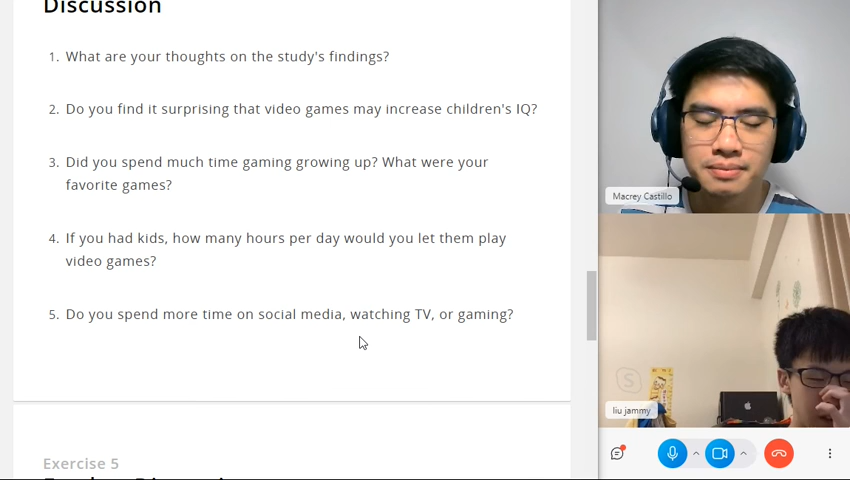 Discussion
1. What are your thoughts on the study's findings?
2. Do you find it surprising that video games may increase children's IQ?
3. Did you spend much time gaming growing up? What were your
favorite games?
4. If you had kids, how many hours per day would you let them play
video games?
5. Do you spend more time on social media, watching TV, or gaming?
Exercise 5
Macrey Castillo
liu jammy